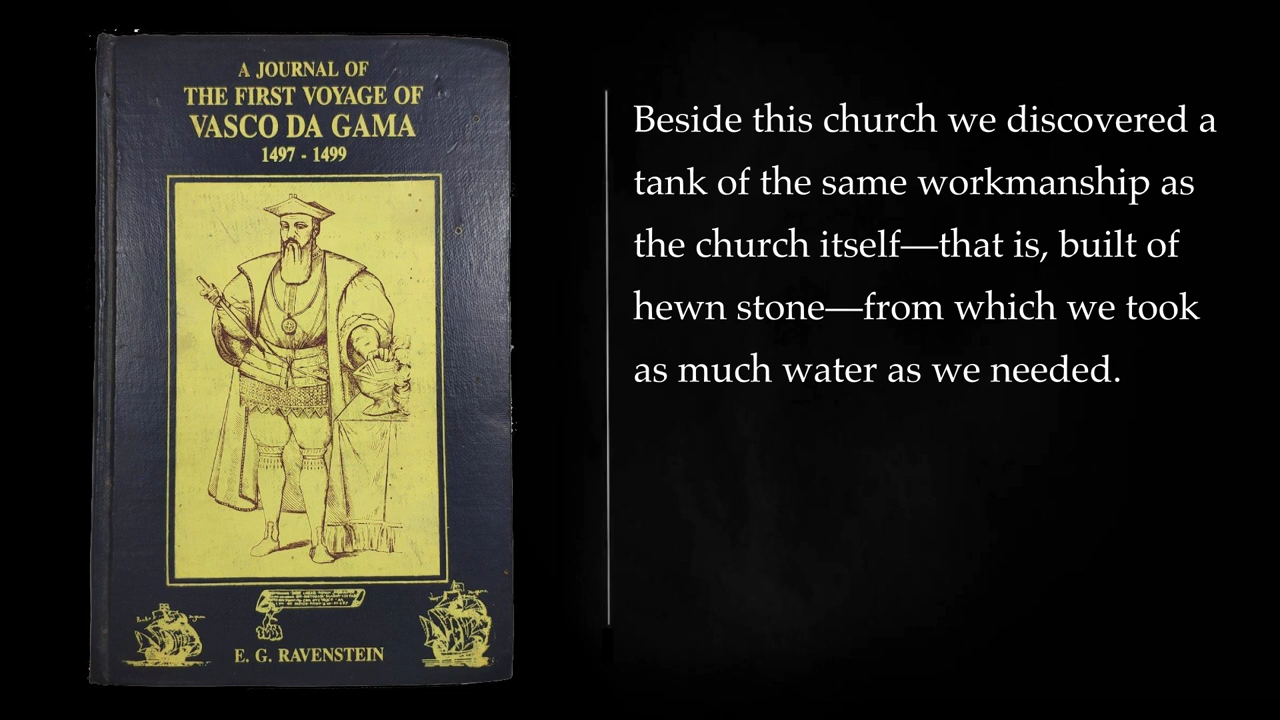 A JOURNAL OF
THE FIRST VOYAGE OF
VASCO DA GAMA
1497 - 1499
E. G. RAVENSTEIN
Beside this church we discovered a
tank of the same workmanship as
the church itself—that is, built of
hewn stone—from which we took
as much water as we needed.